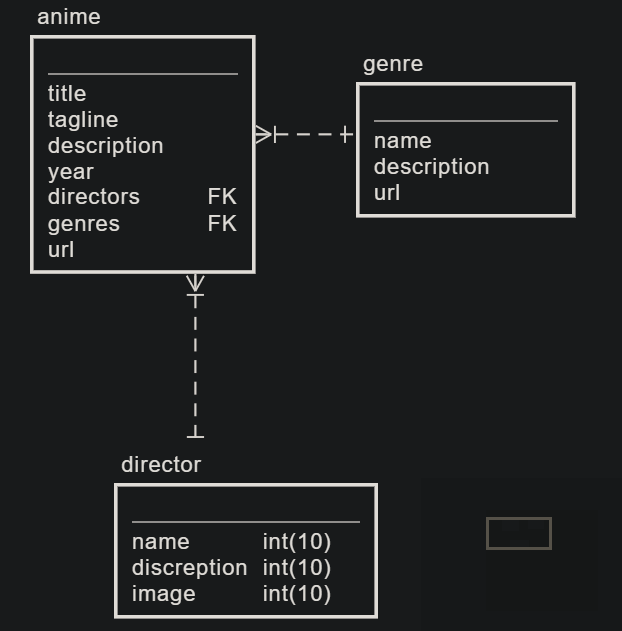 anime
title
tagline
description
year
directors FK
genres FK
url
genre
name
description
url
director
name int(10)
discreption int(10)
image int(10)